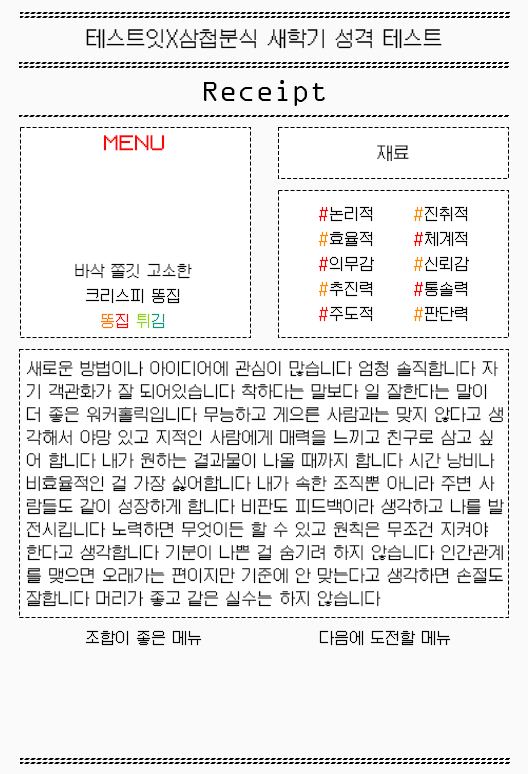 테스트잇X삼첩분식 새학기 성격 테스트
Receipt
MENU
바삭 쫄깃 고소한
크리스피 똥집
똥집 튀김
재료
#논리적 #진취적
#효율적 #체계적
#의무감 #신뢰감
#추진력 #통솔력
#주도적 #판단력
새로운 방법이나 아이디어에 관심이 많습니다 엄청 솔직합니다 자
기 객관화가 잘 되어있습니다 착하다는 말보다 일 잘한다는 말이
더 좋은 워커홀릭입니다 무능하고 게으른 사람과는 맞지 않다고 생
각해서 야망 있고 지적인 사람에게 매력을 느끼고 친구로 삼고 싶
어 합니다 내가 원하는 결과물이 나올 때까지 합니다 시간 낭비나
비효율적인 걸 가장 싫어합니다 내가 속한 조직뿐 아니라 주변 사
람들도 같이 성장하게 합니다 비판도 피드백이라 생각하고 나를 발
전시킵니다 노력하면 무엇이든 할 수 있고 원칙은 무조건 지켜야
한다고 생각합니다 기분이 나쁜 걸 숨기려 하지 않습니다 인간관계
를 맺으면 오래가는 편이지만 기준에 안 맞는다고 생각하면 손절도
잘합니다 머리가 좋고 같은 실수는 하지 않습니다
조합이 좋은 메뉴
다음에 도전할 메뉴